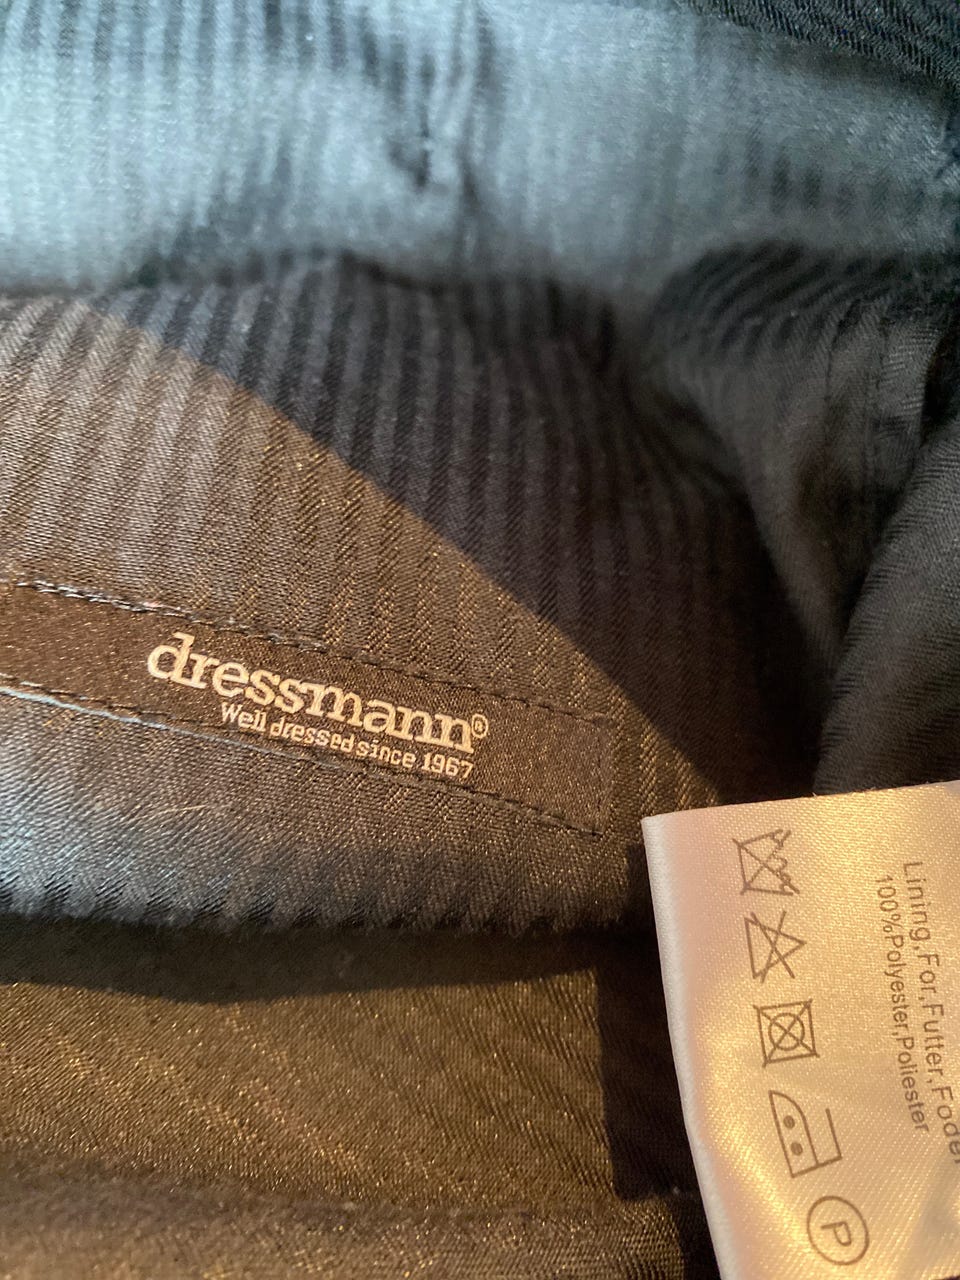 dressmann®
Well dressed since 1967
Lining,For,Futter,Foder
100%Polyester,Poliester
P